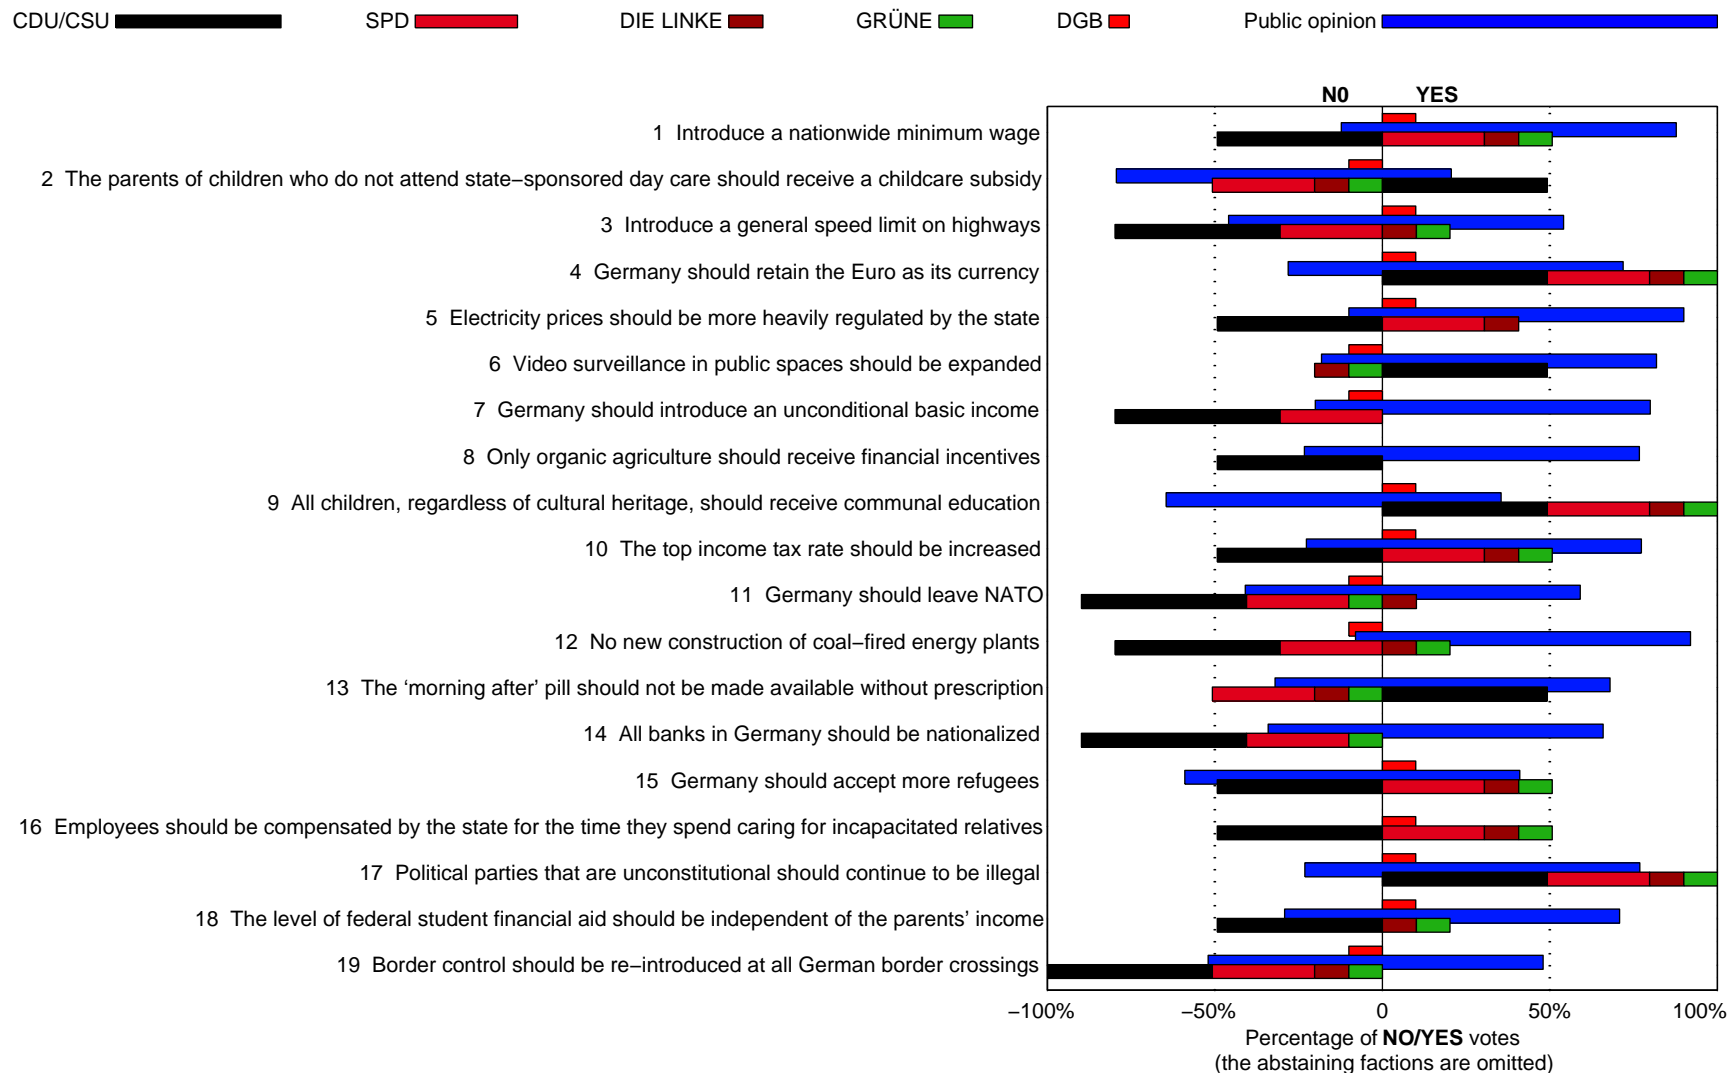 CDU/CSU SPD DIE LINKE GRÜNE DGB Public opinion
N0 YES
1 Introduce a nationwide minimum wage
2 The parents of children who do not attend state−sponsored day care should receive a childcare subsidy
3 Introduce a general speed limit on highways
4 Germany should retain the Euro as its currency
5 Electricity prices should be more heavily regulated by the state
6 Video surveillance in public spaces should be expanded
7 Germany should introduce an unconditional basic income
8 Only organic agriculture should receive financial incentives
9 All children, regardless of cultural heritage, should receive communal education
10 The top income tax rate should be increased
11 Germany should leave NATO
12 No new construction of coal−fired energy plants
13 The ‘morning after’ pill should not be made available without prescription
14 All banks in Germany should be nationalized
15 Germany should accept more refugees
16 Employees should be compensated by the state for the time they spend caring for incapacitated relatives
17 Political parties that are unconstitutional should continue to be illegal
18 The level of federal student financial aid should be independent of the parents’ income
19 Border control should be re−introduced at all German border crossings
−100% −50% 0 50% 100%
Percentage of NO/YES votes
(the abstaining factions are omitted)